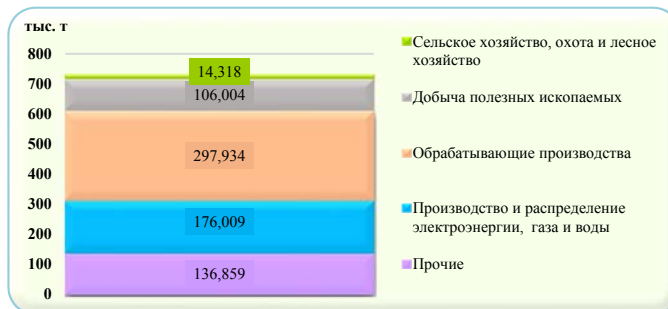 тыс. т
800
700
600
500
400
300
200
100
0
14,318
106,004
297,934
176,009
136,859
Сельское хозяйство, охота и лесное
хозяйство
Добыча полезных ископаемых
Обрабатывающие производства
Производство и распределение
электроэнергии, газа и воды
Прочие